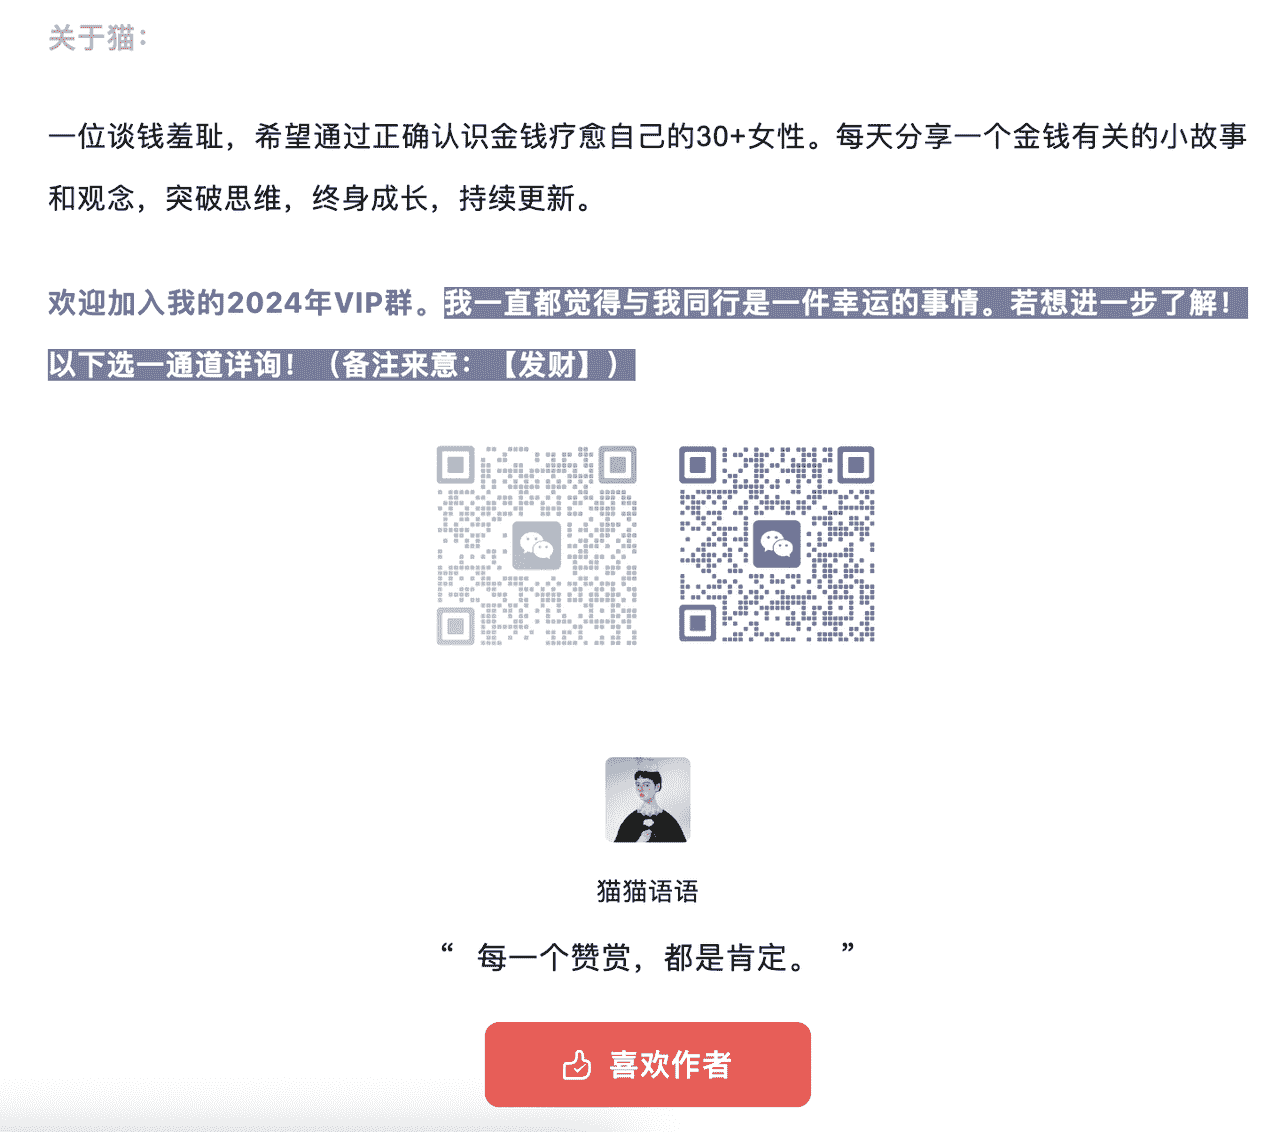 关于猫：
一位谈钱羞耻，希望通过正确认识金钱疗愈自己的30+女性。每天分享一个金钱有关的小故事
和观念，突破思维，终身成长，持续更新。
欢迎加入我的2024年VIP群。我一直都觉得与我同行是一件幸运的事情。若想进一步了解！
以下选一通道详询！（备注来意：【发财】）
猫猫语语
“ 每一个赞赏，都是肯定。 ”
喜欢作者